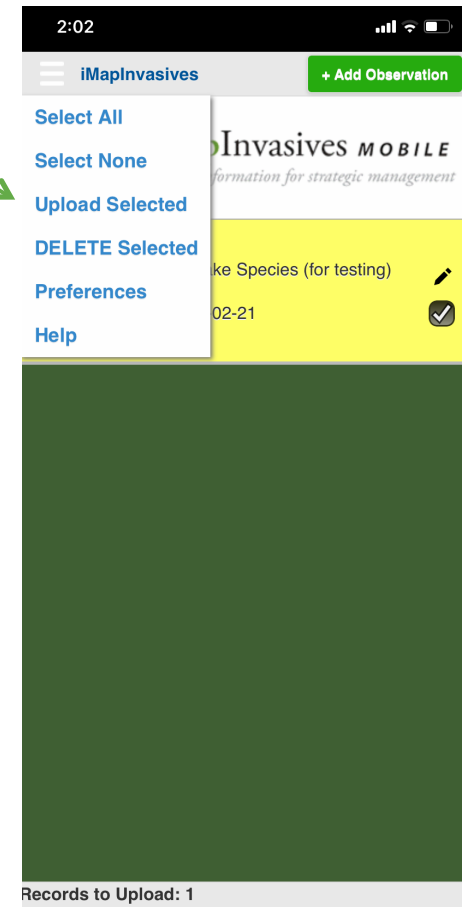 2:02
iMapInvasives
+ Add Observation
Select All
Select None
Upload Selected
DELETE Selected
Preferences
Help
Invasives MOBILE
formation for strategic management
ke Species (for testing)
02-21
Records to Upload: 1